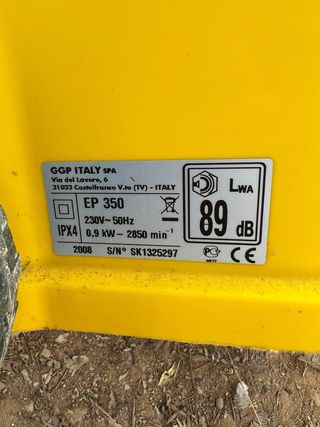 GGP ITALY SPA
Via del Lavoro, 6
31033 Castelfranco V.to (TV) - ITALY
EP 350
230V~50Hz
IPX4 0,9 kW- 2850 min⁻¹
2008 S/N° SK1325297
LWA
89 dB
CE